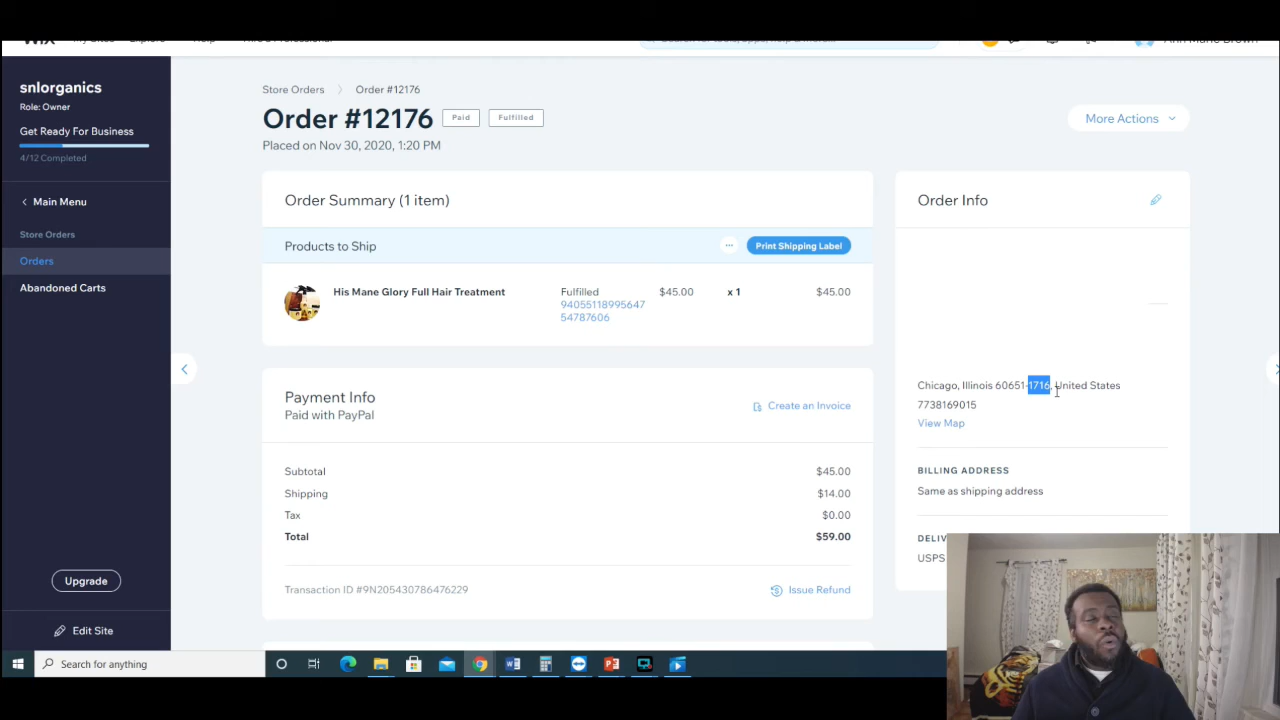 snlorganics
Role: Owner
Get Ready For Business
4/12 Completed
Main Menu
Store Orders
Orders
Abandoned Carts
Upgrade
Edit Site
Store Orders
Order #12176
Order #12176
Paid
Fulfilled
Placed on Nov 30, 2020, 1:20 PM
More Actions
Order Summary (1 item)
Products to Ship
...
Print Shipping Label
His Mane Glory Full Hair Treatment
Fulfilled
94055118995647
54787606
$45.00
x 1
$45.00
Payment Info
Paid with PayPal
Create an Invoice
Subtotal
$45.00
Shipping
$14.00
Tax
$0.00
Total
$59.00
Transaction ID #9N205430786476229
Issue Refund
Order Info
Chicago, Illinois 60651-1716, United States
7738169015
View Map
BILLING ADDRESS
Same as shipping address
DELIV
USPS
Search for anything